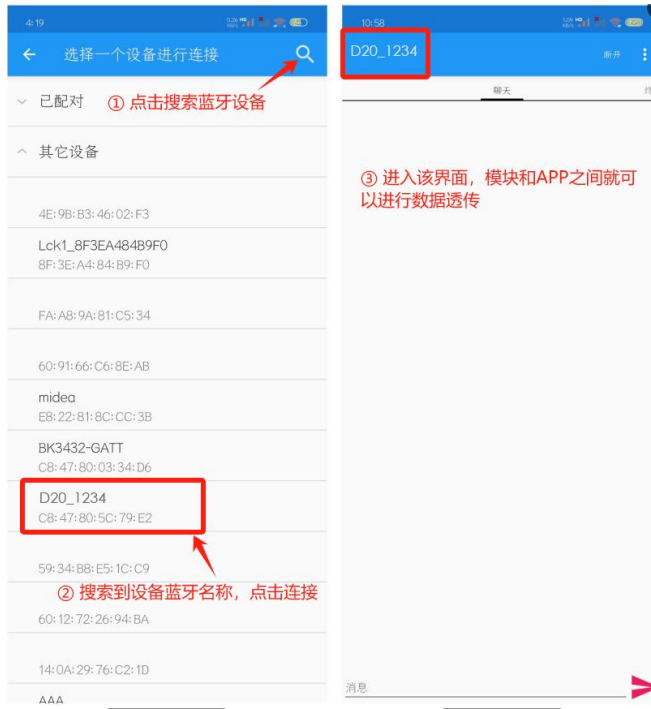 4:19
选择一个设备进行连接
已配对
① 点击搜索蓝牙设备
其它设备
4E:9B:B3:46:02:F3
Lck1_8F3EA484B9F0
8F:3E:A4:84:B9:F0
FA:A8:9A:81:C5:34
60:91:66:C6:8E:AB
midea
E8:22:81:8C:CC:3B
BK3432-GATT
C8:47:80:03:34:D6
D20_1234
C8:47:80:5C:79:E2
59:34:B8:E5:1C:C9
② 搜索到设备蓝牙名称，点击连接
60:12:72:26:94:BA
14:0A:29:76:C2:1D
AAA
10:58
D20_1234
断开
聊天
③ 进入该界面，模块和APP之间就可
以进行数据透传
消息